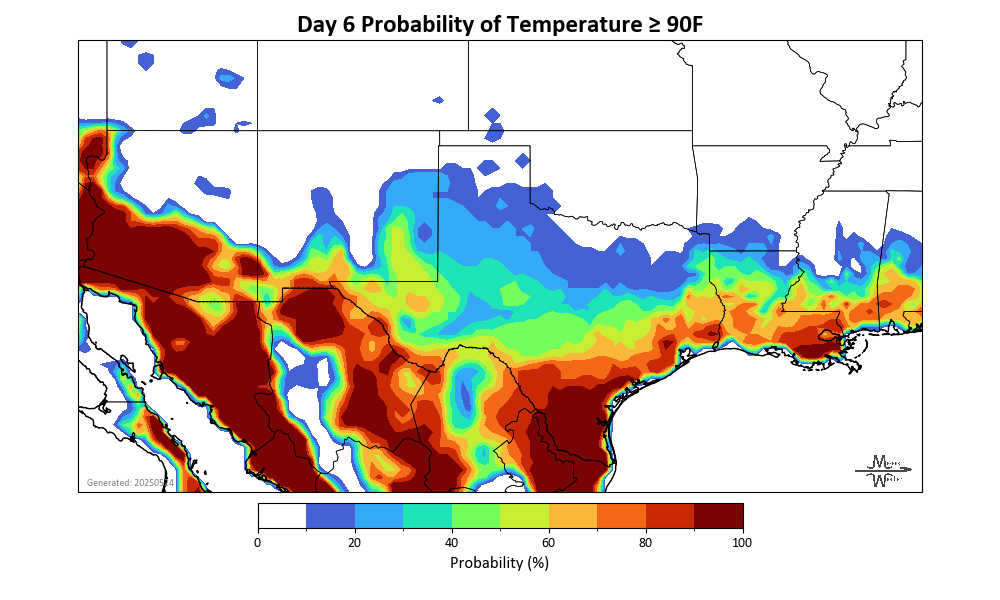 Day 6 Probability of Temperature ≥ 90F
Generated: 20250524
0 20 40 60 80 100
Probability (%)